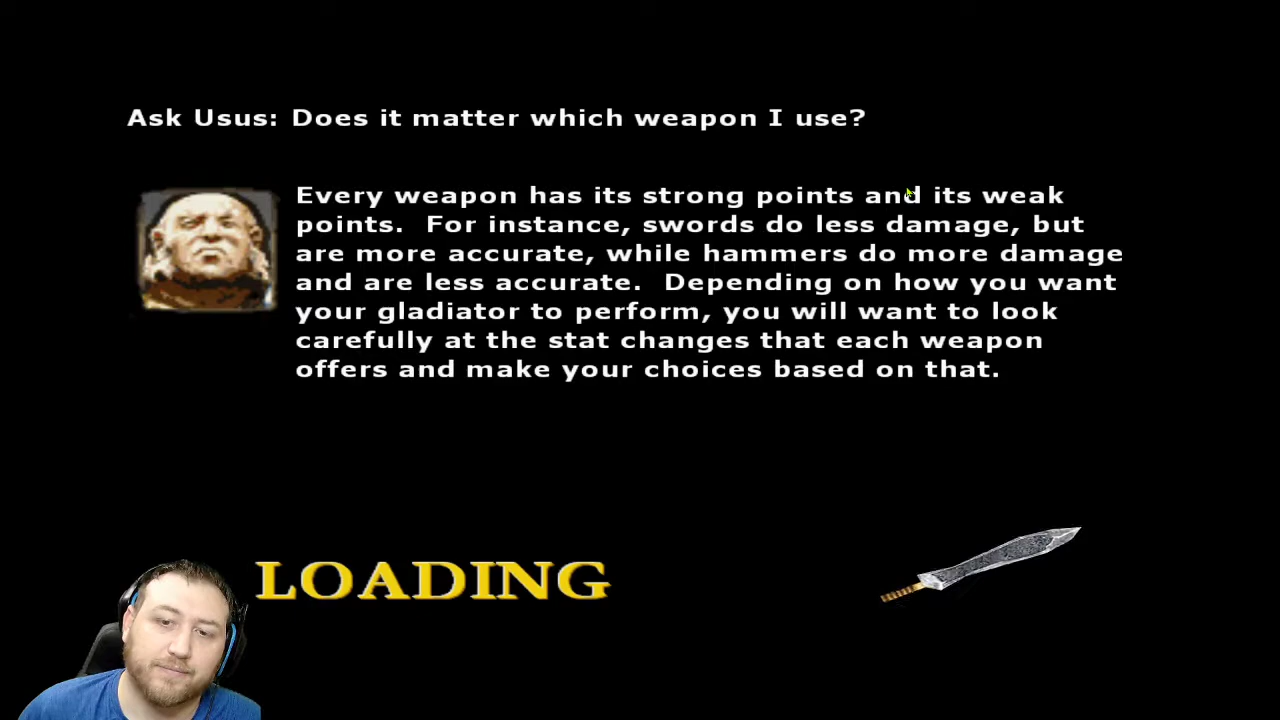 Ask Usus: Does it matter which weapon I use?
Every weapon has its strong points and its weak
points.  For instance, swords do less damage, but
are more accurate, while hammers do more damage
and are less accurate.  Depending on how you want
your gladiator to perform, you will want to look
carefully at the stat changes that each weapon
offers and make your choices based on that.
LOADING